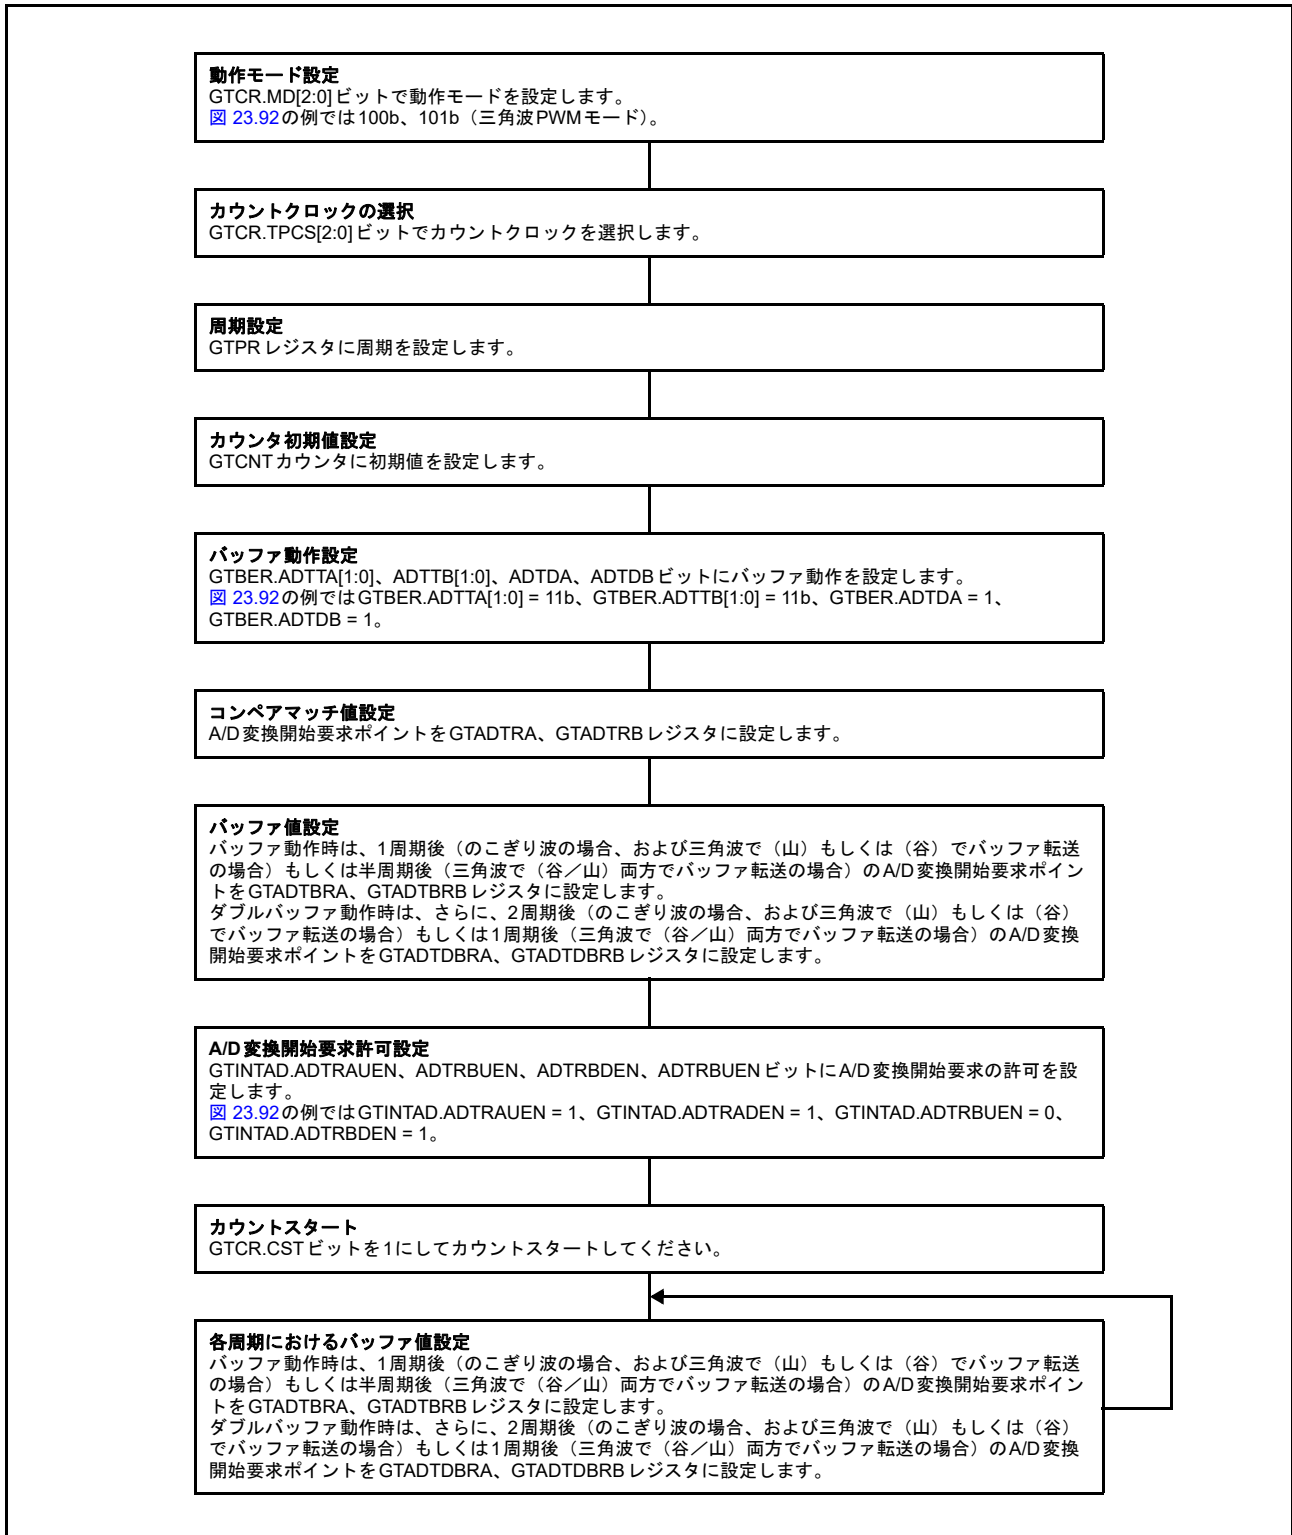 動作モード設定
GTCR.MD[2:0]ビットで動作モードを設定します。
図 23.92の例では100b、101b（三角波PWMモード）。
カウントクロックの選択
GTCR.TPCS[2:0]ビットでカウントクロックを選択します。
周期設定
GTPRレジスタに周期を設定します。
カウンタ初期値設定
GTCNTカウンタに初期値を設定します。
バッファ動作設定
GTBER.ADTTA[1:0]、ADTTB[1:0]、ADTDA、ADTDBビットにバッファ動作を設定します。
図 23.92の例ではGTBER.ADTTA[1:0] = 11b、GTBER.ADTTB[1:0] = 11b、GTBER.ADTDA = 1、
GTBER.ADTDB = 1。
コンペアマッチ値設定
A/D変換開始要求ポイントをGTADTRA、GTADTRBレジスタに設定します。
バッファ値設定
バッファ動作時は、1周期後（のこぎり波の場合、および三角波で（山）もしくは（谷）でバッファ転送
の場合）もしくは半周期後（三角波で（谷／山）両方でバッファ転送の場合）のA/D変換開始要求ポイン
トをGTADTBRA、GTADTBRBレジスタに設定します。
ダブルバッファ動作時は、さらに、2周期後（のこぎり波の場合、および三角波で（山）もしくは（谷）
でバッファ転送の場合）もしくは1周期後（三角波で（谷／山）両方でバッファ転送の場合）のA/D変換
開始要求ポイントをGTADTDBRA、GTADTDBRBレジスタに設定します。
A/D変換開始要求許可設定
GTINTAD.ADTRAUEN、ADTRBUEN、ADTRBDEN、ADTRBUENビットにA/D変換開始要求の許可を設
定します。
図 23.92の例ではGTINTAD.ADTRAUEN = 1、GTINTAD.ADTRADEN = 1、GTINTAD.ADTRBUEN = 0、
GTINTAD.ADTRBDEN = 1。
カウントスタート
GTCR.CSTビットを1にしてカウントスタートしてください。
各周期におけるバッファ値設定
バッファ動作時は、1周期後（のこぎり波の場合、および三角波で（山）もしくは（谷）でバッファ転送
の場合）もしくは半周期後（三角波で（谷／山）両方でバッファ転送の場合）のA/D変換開始要求ポイン
トをGTADTBRA、GTADTBRBレジスタに設定します。
ダブルバッファ動作時は、さらに、2周期後（のこぎり波の場合、および三角波で（山）もしくは（谷）
でバッファ転送の場合）もしくは1周期後（三角波で（谷／山）両方でバッファ転送の場合）のA/D変換
開始要求ポイントをGTADTDBRA、GTADTDBRBレジスタに設定します。